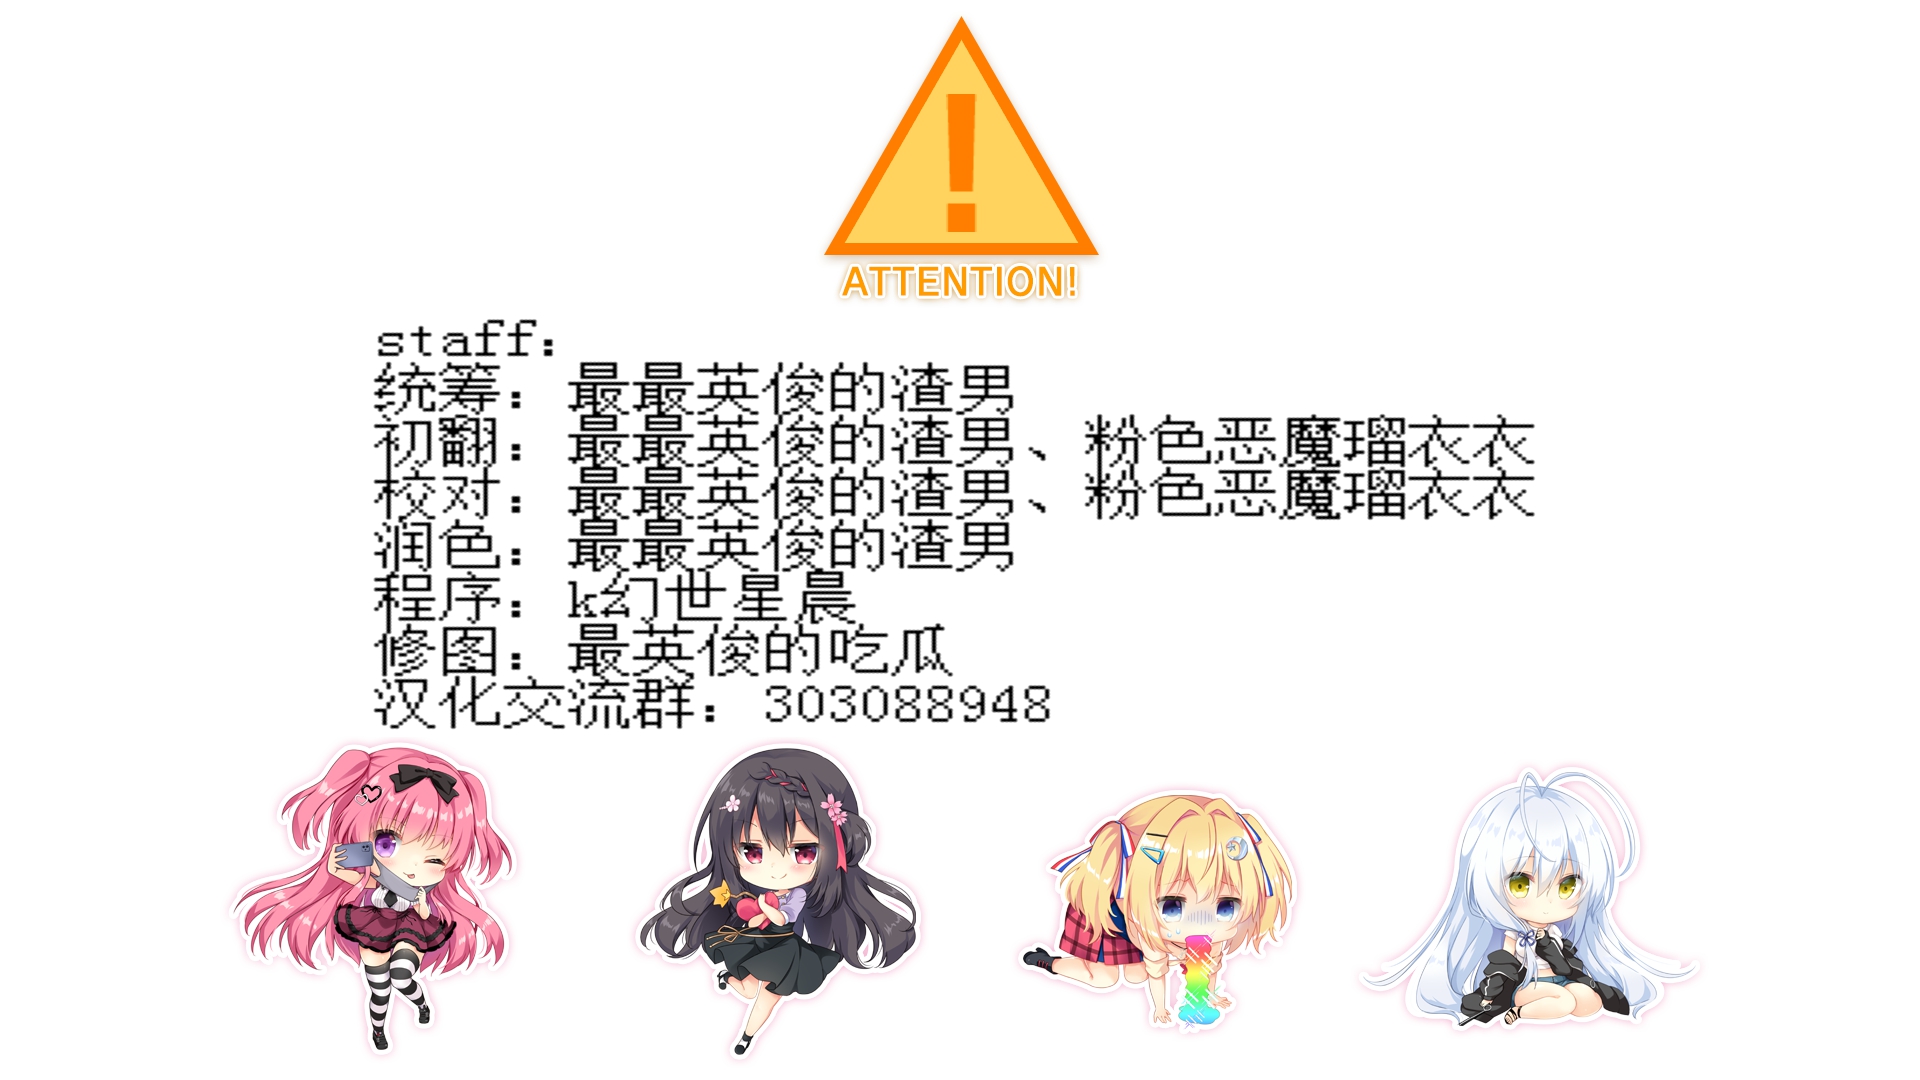 ATTENTION!
staff：
统筹：最最英俊的渣男
初翻：最最英俊的渣男、粉色恶魔瑠衣衣
校对：最最英俊的渣男、粉色恶魔瑠衣衣
润色：最最英俊的渣男
程序：k幻世星晨
修图：最英俊的吃瓜
汉化交流群：303088948